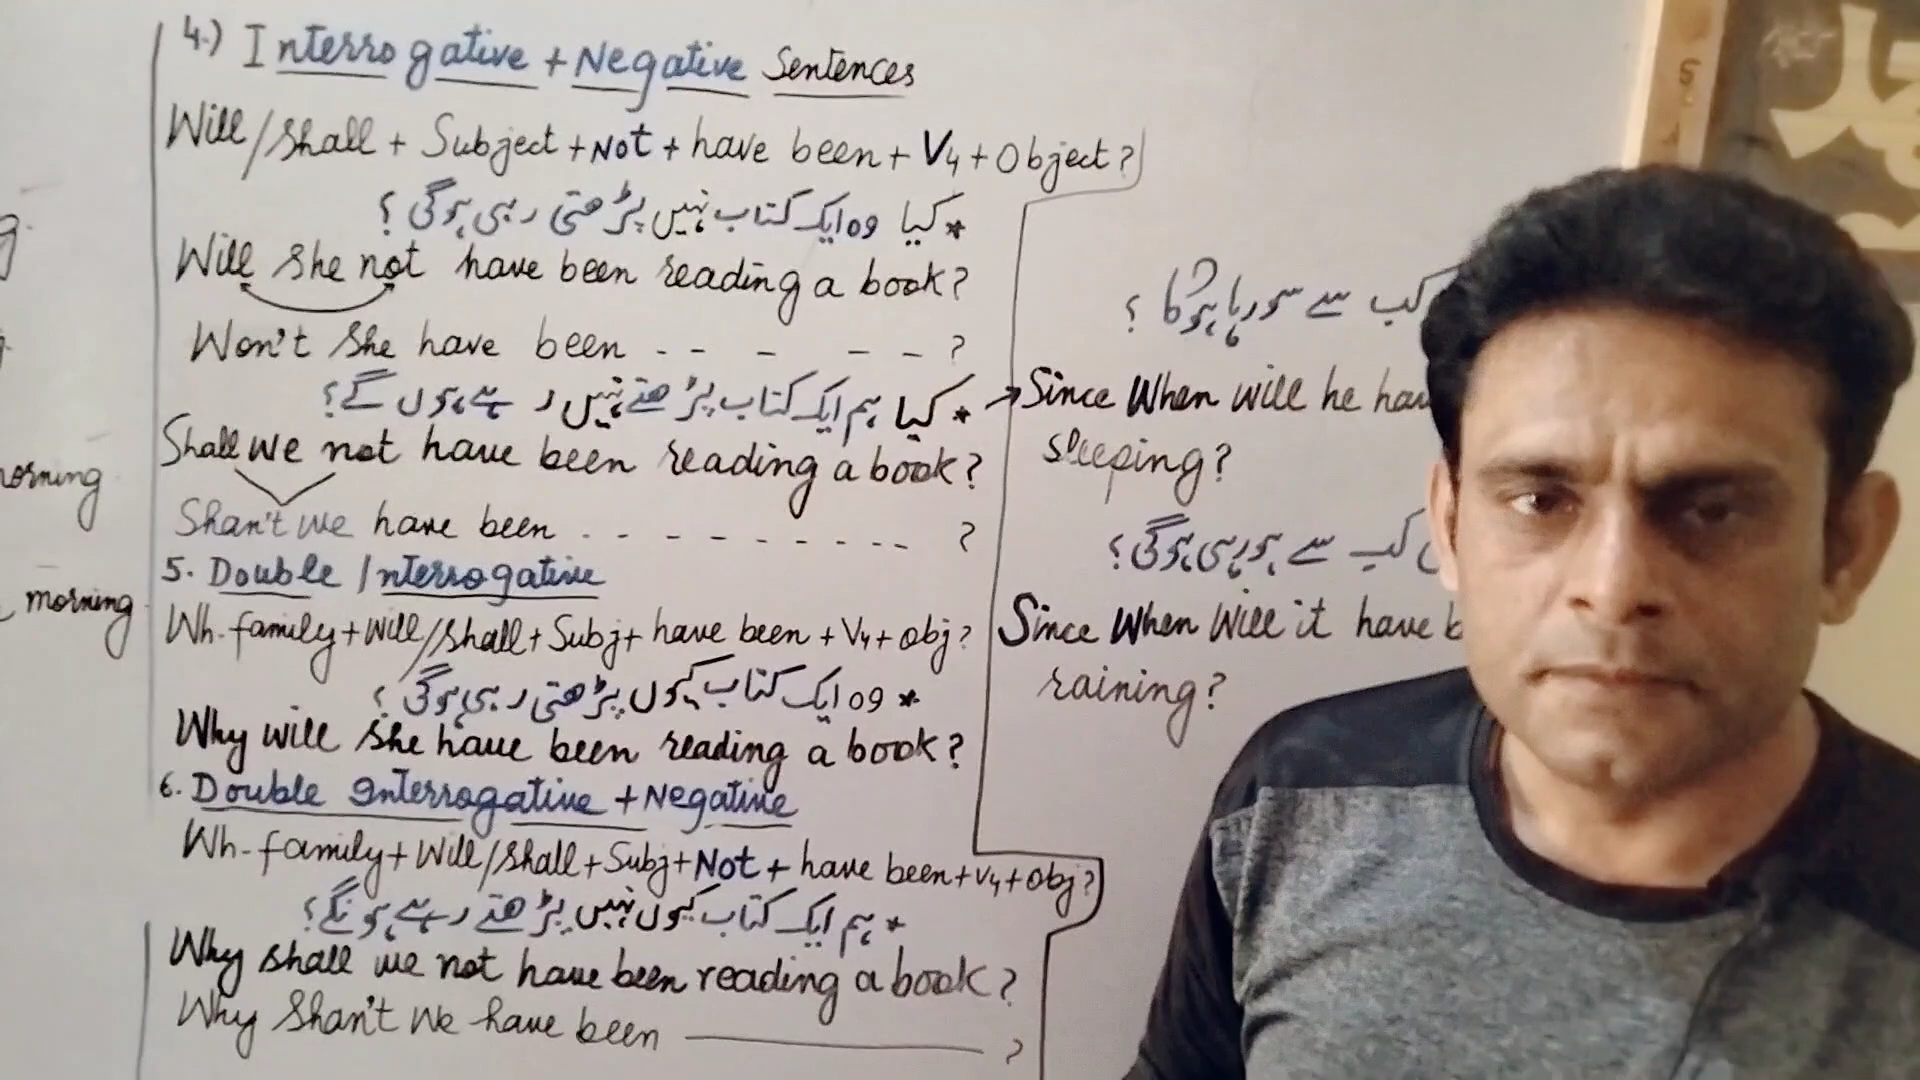 4.) Interrogative + Negative Sentences
Will/Shall + Subject + Not + have been + V4 + Object?
* کیا وہ ایک کتاب نہیں پڑھتی رہی ہوگی؟
Will she not have been reading a book?
Won't she have been - - - - - ?
* کیا ہم ایک کتاب پڑھتے نہیں رہے ہوں گے؟
Shall we not have been reading a book?
Shan't we have been - - - - - - - - - - ?
5. Double Interrogative
Wh-family + Will/Shall + Subj + have been + V4 + obj?
* وہ ایک کتاب کیوں پڑھتی رہی ہوگی؟
Why will she have been reading a book?
6. Double Interrogative + Negative
Wh-family + Will/Shall + Subj + Not + have been + V4 + obj?
* ہم ایک کتاب کیوں نہیں پڑھتے رہے ہونگے؟
Why shall we not have been reading a book?
Why Shan't we have been ————— ?
کب سے سو رہا ہوگا؟
Since When will he
sleeping?
کب سے ہو رہی ہوگی؟
Since When Will it have
raining?
morning
morning